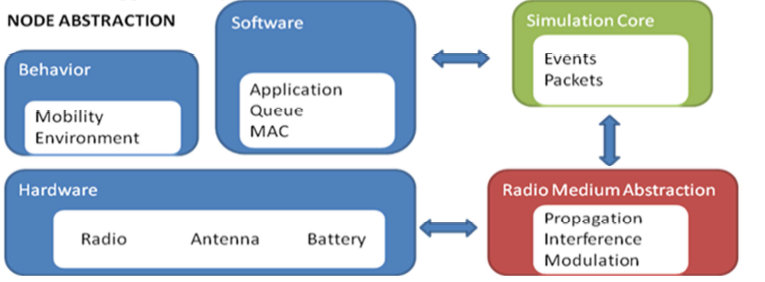 NODE ABSTRACTION
Behavior
Mobility
Environment
Software
Application
Queue
MAC
Simulation Core
Events
Packets
Hardware
Radio Antenna Battery
Radio Medium Abstraction
Propagation
Interference
Modulation